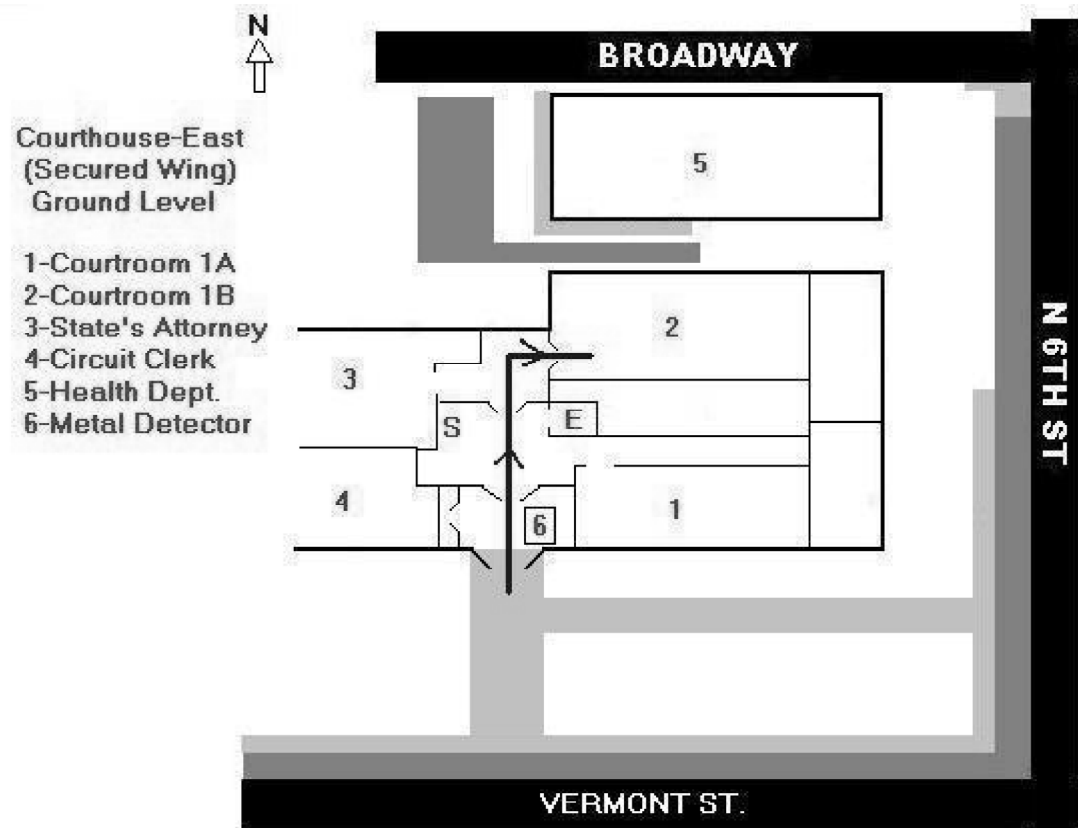 N
BROADWAY
Courthouse-East
(Secured Wing)
Ground Level
1-Courtroom 1A
2-Courtroom 1B
3-State's Attorney
4-Circuit Clerk
5-Health Dept.
6-Metal Detector
5
2
3
S
E
4
6
1
N 6TH ST
VERMONT ST.